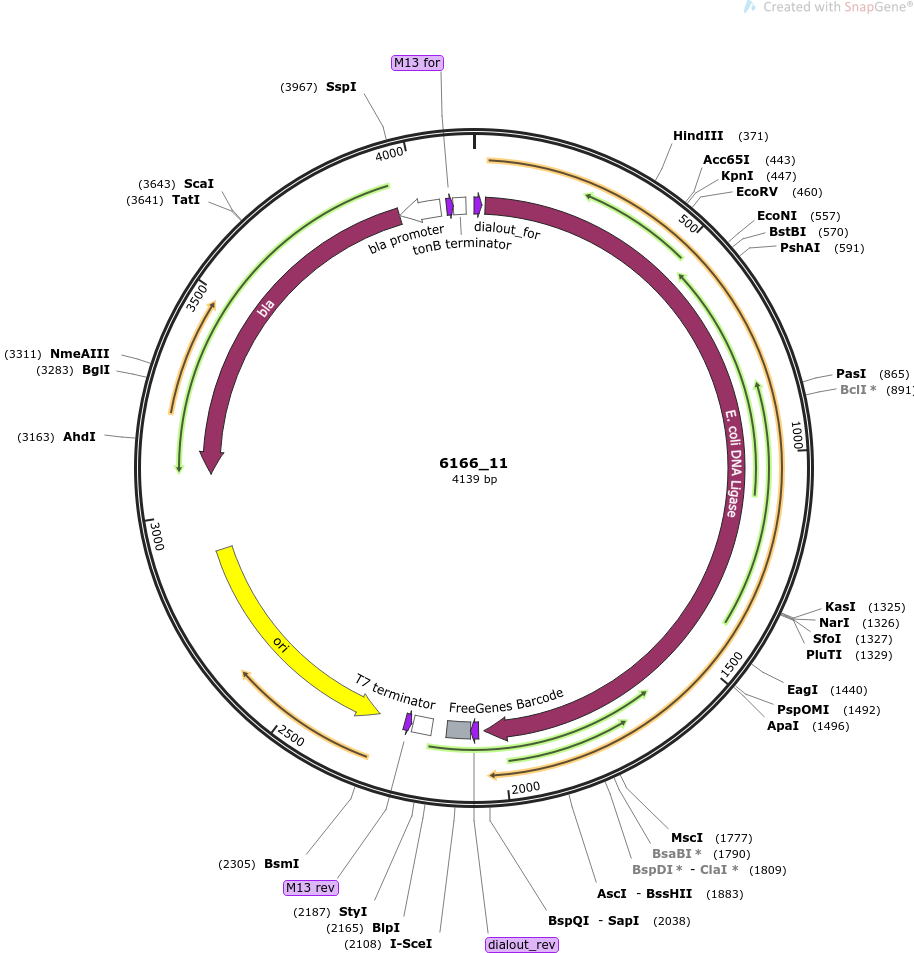 Created with SnapGene®
M13 for
(3967) SspI
4000
HindIII (371)
Acc65I (443)
KpnI (447)
EcoRV (460)
500
EcoNI (557)
BstBI (570)
PshAI (591)
(3643) ScaI
(3641) TatI
bla promoter
tonB terminator
dialout_for
3500
bla
(3311) NmeAIII
(3283) BglI
PasI (865)
BclI * (891)
(3163) AhdI
1000
E. coli DNA Ligase
6166_11
4139 bp
3000
KasI (1325)
NarI (1326)
SfoI (1327)
PluTI (1329)
ori
1500
T7 terminator
FreeGenes Barcode
EagI (1440)
PspOMI (1492)
ApaI (1496)
2500
2000
MscI (1777)
BsaBI * (1790)
BspDI * - ClaI * (1809)
(2305) BsmI
M13 rev
AscI - BssHII (1883)
(2187) StyI
BspQI - SapI (2038)
(2165) BlpI
(2108) I-SceI
dialout_rev